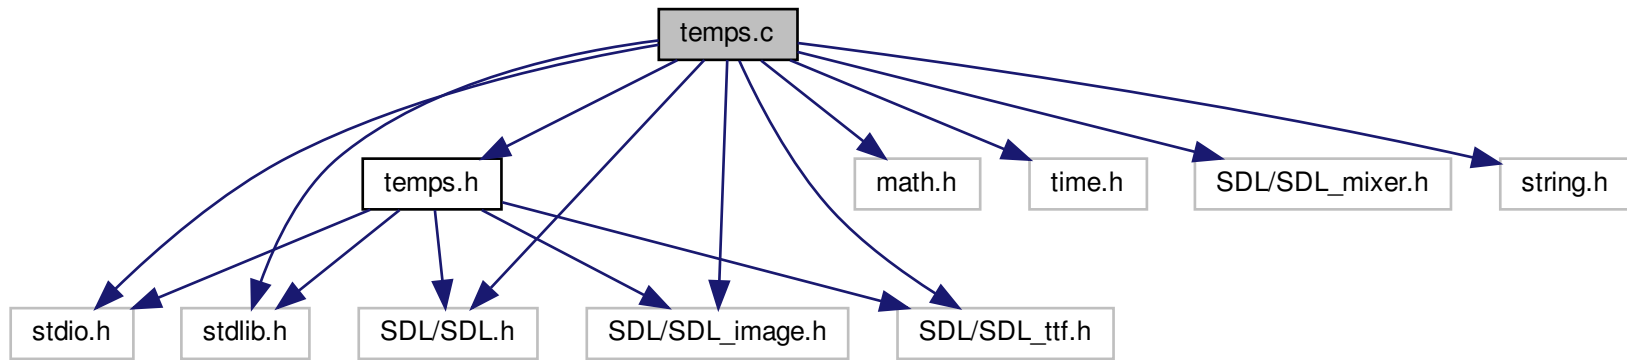 temps.c
temps.h
math.h
time.h
SDL/SDL_mixer.h
string.h
stdio.h
stdlib.h
SDL/SDL.h
SDL/SDL_image.h
SDL/SDL_ttf.h